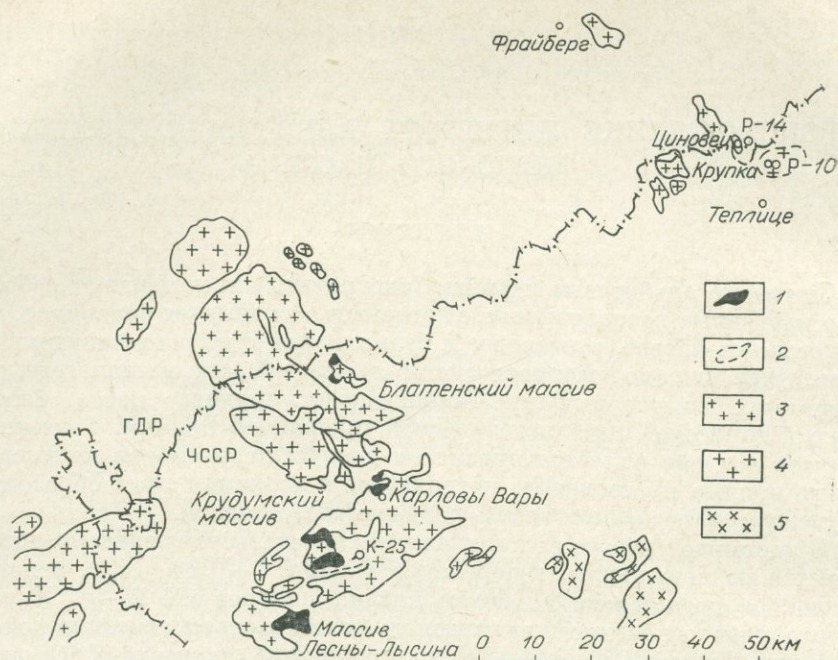 Фрайберг
Р-14
Циновец
Крупка
Р-10
Теплице
1
2
Блатенский массив
3
ГДР
4
ЧССР
Карловы Вары
5
Крудумский
массив
К-25
Массив
Лесны-Лысина
0 10 20 30 40 50 км